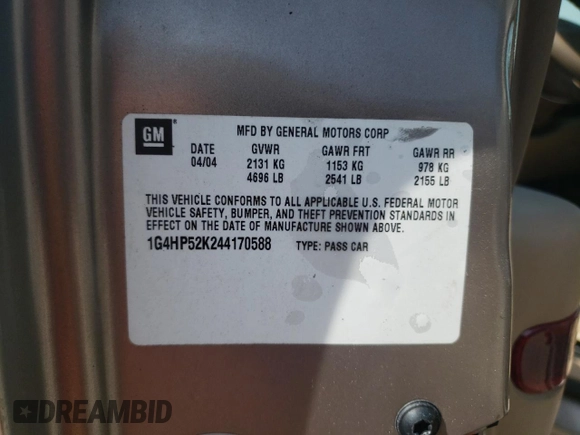 GM ® MFD BY GENERAL MOTORS CORP
DATE GVWR GAWR FRT GAWR RR
04/04 2131 KG 1153 KG 978 KG
4696 LB 2541 LB 2155 LB
THIS VEHICLE CONFORMS TO ALL APPLICABLE U.S. FEDERAL MOTOR
VEHICLE SAFETY, BUMPER, AND THEFT PREVENTION STANDARDS IN
EFFECT ON THE DATE OF MANUFACTURE SHOWN ABOVE.
1G4HP52K244170588 TYPE: PASS CAR
DREAMBID